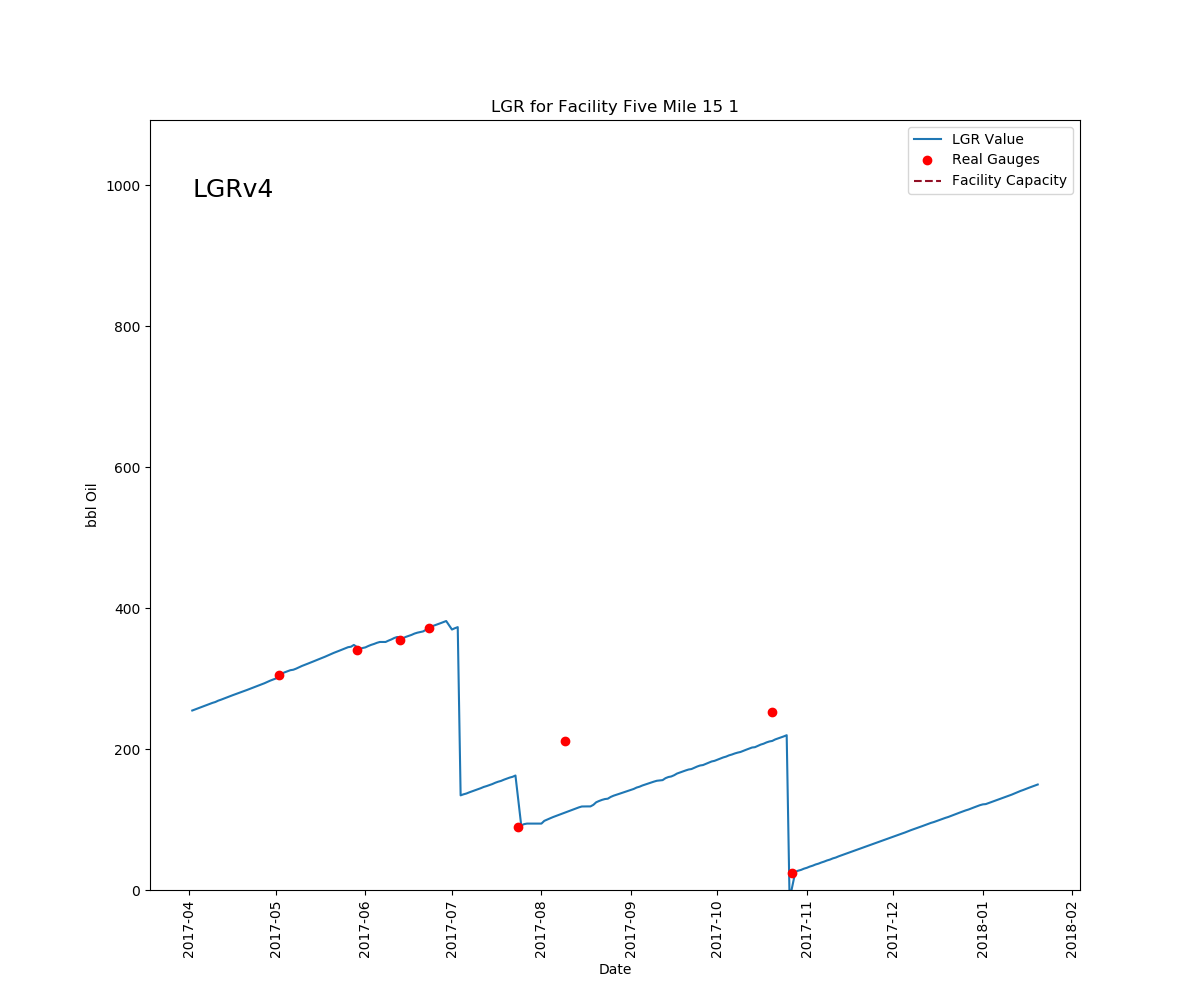 LGR for Facility Five Mile 15 1
LGRv4
LGR Value
Real Gauges
Facility Capacity
bbl Oil
1000
800
600
400
200
0
2017-04
2017-05
2017-06
2017-07
2017-08
2017-09
2017-10
2017-11
2017-12
2018-01
2018-02
Date